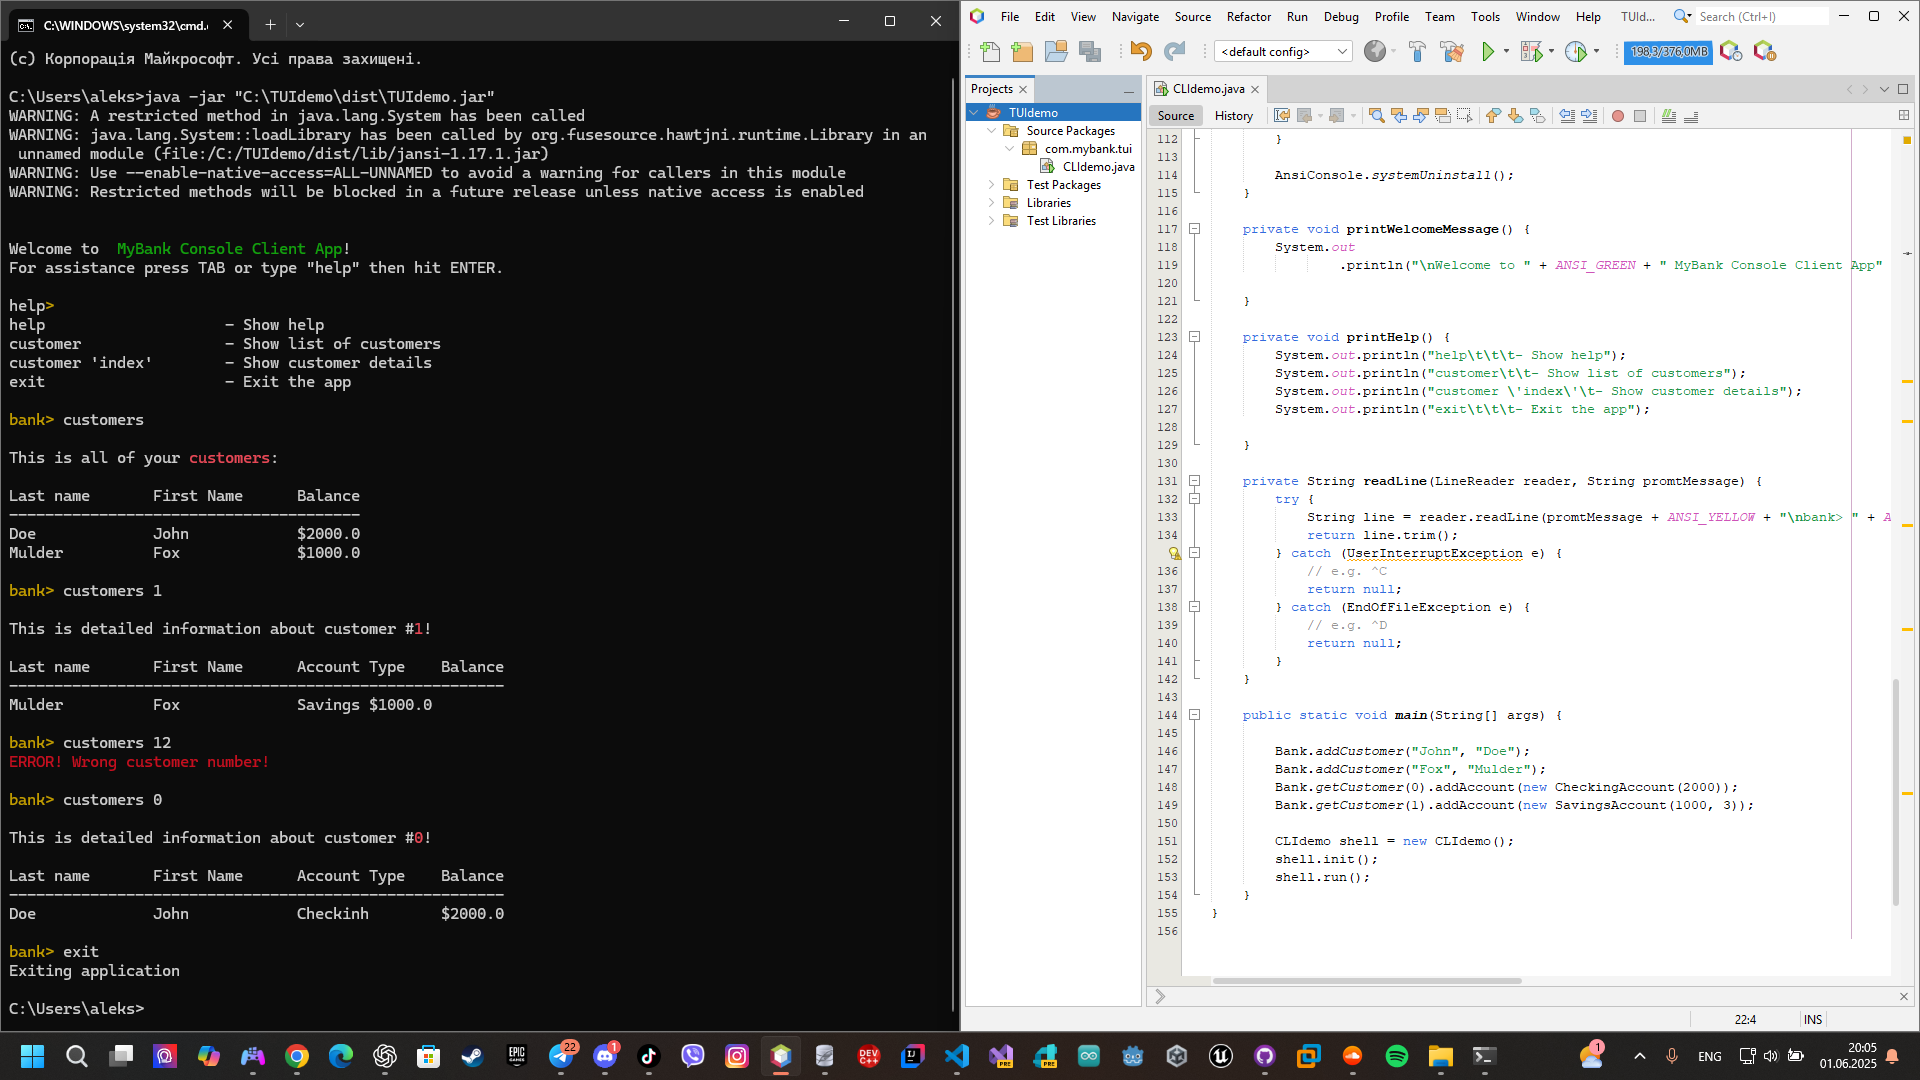 C:\WINDOWS\system32\cmd.
(c) Корпорація Майкрософт. Усі права захищені.
C:\Users\aleks>java -jar "C:\TUIdemo\dist\TUIdemo.jar"
WARNING: A restricted method in java.lang.System has been called
WARNING: java.lang.System::loadLibrary has been called by org.fusesource.hawtjni.runtime.Library in an
unnamed module (file:/C:/TUIdemo/dist/lib/jansi-1.17.1.jar)
WARNING: Use --enable-native-access=ALL-UNNAMED to avoid a warning for callers in this module
WARNING: Restricted methods will be blocked in a future release unless native access is enabled
Welcome to  MyBank Console Client App!
For assistance press TAB or type "help" then hit ENTER.
help>
help                    - Show help
customer                - Show list of customers
customer 'index'        - Show customer details
exit                    - Exit the app
bank> customers
This is all of your customers:
Last name       First Name      Balance
---------------------------------------
Doe             John            $2000.0
Mulder          Fox             $1000.0
bank> customers 1
This is detailed information about customer #1!
Last name       First Name      Account Type    Balance
-------------------------------------------------------
Mulder          Fox             Savings $1000.0
bank> customers 12
ERROR! Wrong customer number!
bank> customers 0
This is detailed information about customer #0!
Last name       First Name      Account Type    Balance
-------------------------------------------------------
Doe             John            Checkinh        $2000.0
bank> exit
Exiting application
C:\Users\aleks>
File Edit View Navigate Source Refactor Run Debug Profile Team Tools Window Help TUId... Search (Ctrl+I)
<default config> 198,3/376,0MB
Projects
TUIdemo
Source Packages
com.mybank.tui
CLIdemo.java
Test Packages
Libraries
Test Libraries
CLIdemo.java
Source History
112 }
113
114 AnsiConsole.systemUninstall();
115 }
116
117 private void printWelcomeMessage() {
118 System.out
119 .println("\nWelcome to " + ANSI_GREEN + " MyBank Console Client App"
120
121 }
122
123 private void printHelp() {
124 System.out.println("help\t\t\t- Show help");
125 System.out.println("customer\t\t- Show list of customers");
126 System.out.println("customer \'index\'\t- Show customer details");
127 System.out.println("exit\t\t\t- Exit the app");
128
129 }
130
131 private String readLine(LineReader reader, String promtMessage) {
132 try {
133 String line = reader.readLine(promtMessage + ANSI_YELLOW + "\nbank> " + A
134 return line.trim();
} catch (UserInterruptException e) {
136 // e.g. ^C
137 return null;
138 } catch (EndOfFileException e) {
139 // e.g. ^D
140 return null;
141 }
142 }
143
144 public static void main(String[] args) {
145
146 Bank.addCustomer("John", "Doe");
147 Bank.addCustomer("Fox", "Mulder");
148 Bank.getCustomer(0).addAccount(new CheckingAccount(2000));
149 Bank.getCustomer(1).addAccount(new SavingsAccount(1000, 3));
150
151 CLIdemo shell = new CLIdemo();
152 shell.init();
153 shell.run();
154 }
155 }
156
22:4 INS
EPIC GAMES 22 1 DEV C++ PRE PRE 1 ENG 20:05
01.06.2025